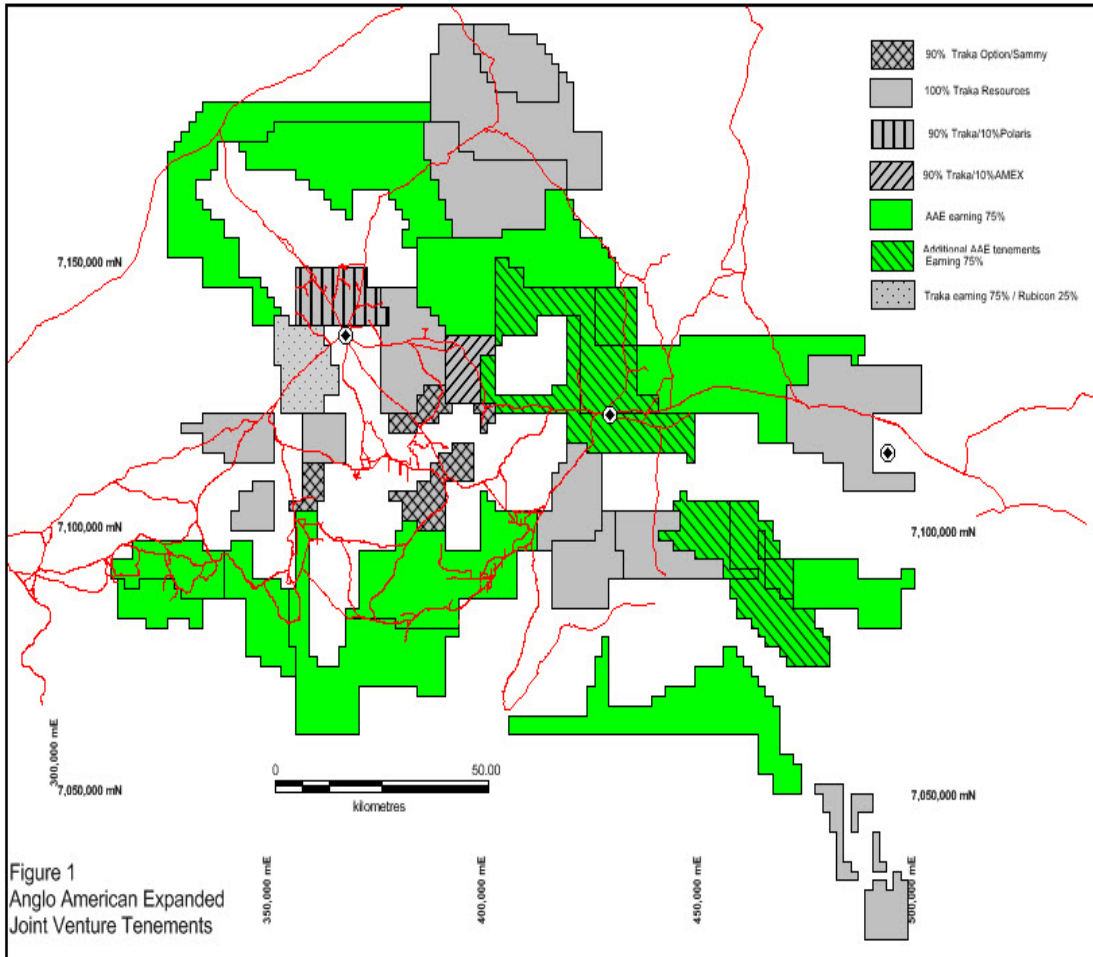 90% Traka Option/Sammy
100% Traka Resources
90% Traka/10%Polaris
90% Traka/10%AMEX
AAE earning 75%
Additional AAE tenements
Earning 75%
Traka earning 75% / Rubicon 25%
7,150,000 mN
7,100,000 mN
7,100,000 mN
300,000 mE
7,050,000 mN
7,050,000 mN
0 50.00
kilometres
350,000 mE
400,000 mE
450,000 mE
500,000 mE
Figure 1
Anglo American Expanded
Joint Venture Tenements